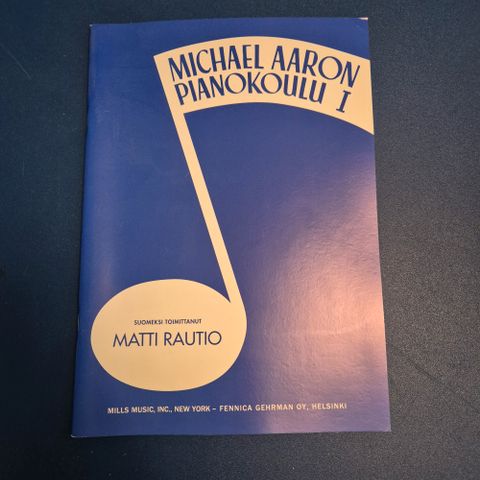 MICHAEL AARON
PIANOKOULU I
SUOMEKSI TOIMITTANUT
MATTI RAUTIO
MILLS MUSIC, INC., NEW YORK – FENNICA GEHRMAN OY, HELSINKI